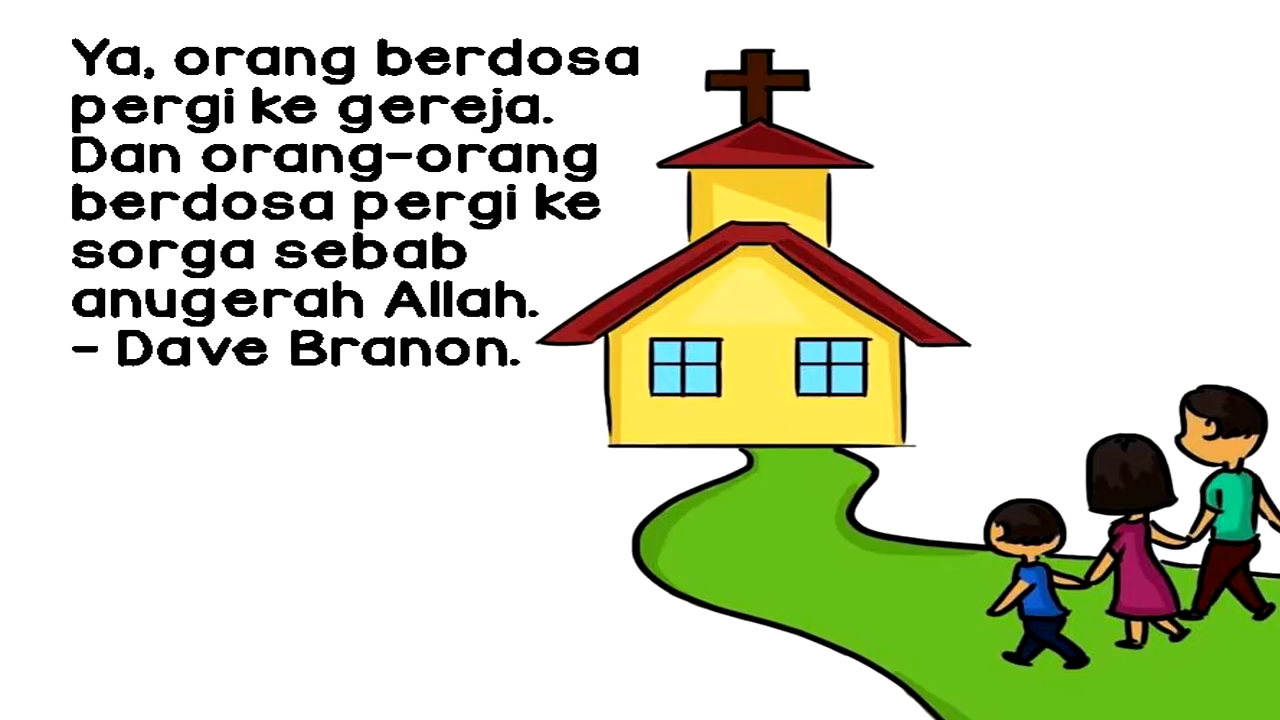 Ya, orang berdosa
pergi ke gereja.
Dan orang-orang
berdosa pergi ke
sorga sebab
anugerah Allah.
- Dave Branon.